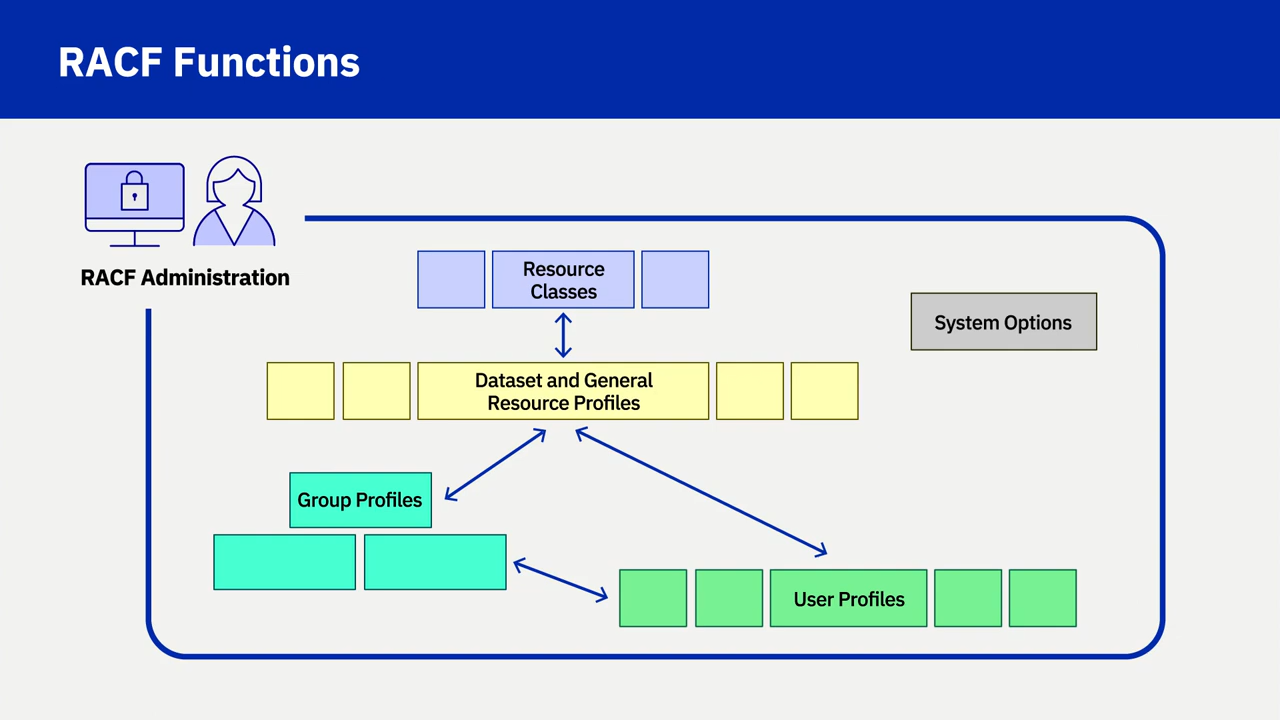 RACF Functions
RACF Administration
Resource
Classes
System Options
Dataset and General
Resource Profiles
Group Profiles
User Profiles